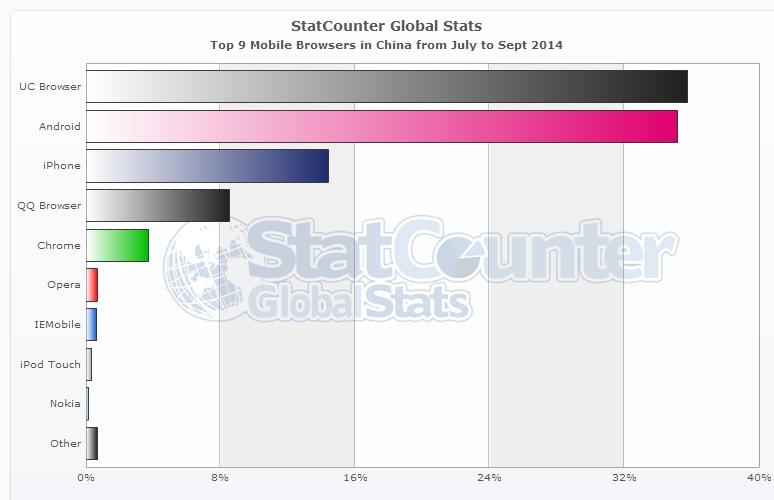 StatCounter Global Stats
Top 9 Mobile Browsers in China from July to Sept 2014
UC Browser
Android
iPhone
QQ Browser
Chrome
Opera
IEMobile
iPod Touch
Nokia
Other
StatCounter
GlobalStats
0% 8% 16% 24% 32% 40%